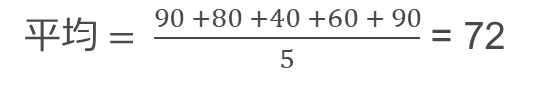 平均 = 90 +80 +40 +60 + 90 / 5 = 72